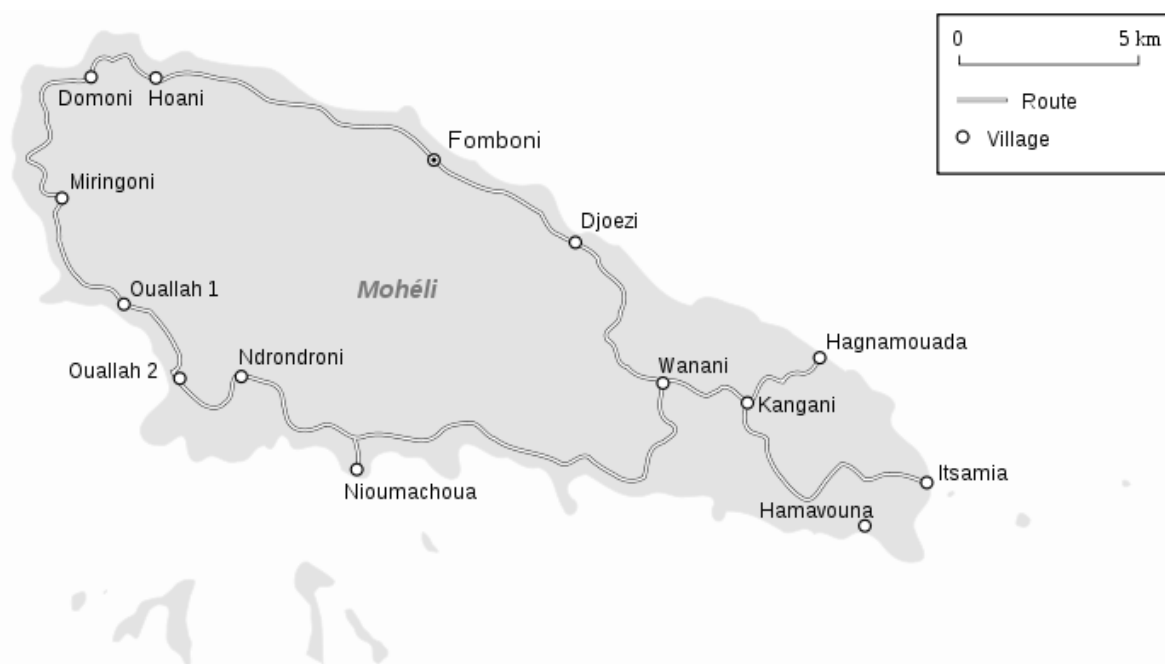 0 5 km
Route
Village
Domoni
Hoani
Fomboni
Miringoni
Djoezi
Ouallah 1
Mohéli
Ouallah 2
Ndrondroni
Hagnamouada
Wanani
Kangani
Nioumachoua
Itsamia
Hamavouna